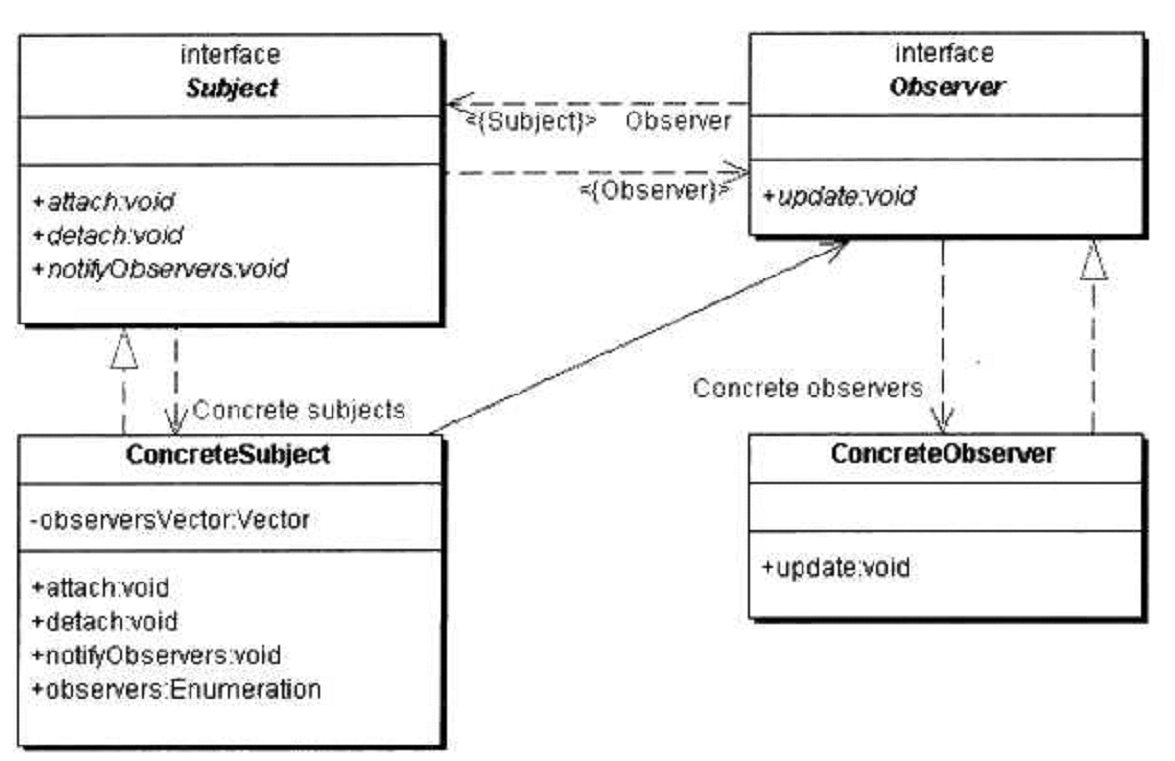 interface
Subject
+attach:void
+detach:void
+notifyObservers:void
interface
Observer
+update:void
<{Subject}> Observer
<{Observer}>
Concrete subjects
Concrete observers
ConcreteSubject
-observersVector:Vector
+attach:void
+detach:void
+notifyObservers:void
+observers:Enumeration
ConcreteObserver
+update:void